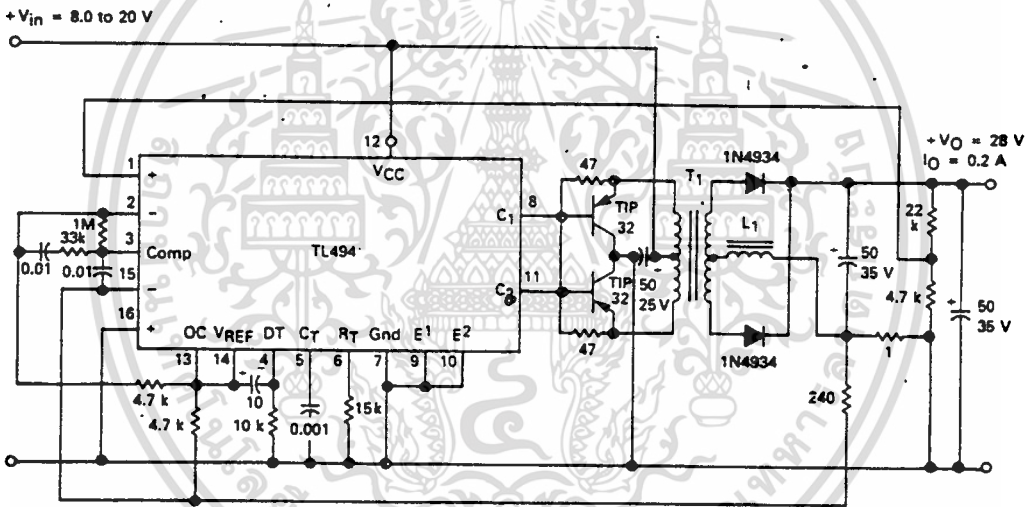 + Vin = 8.0 to 20 V
12
VCC
1
+
2
−
1M
33k
3
Comp
0.01
0.01
15
−
16
+
TL494
C1
8
C2
11
OC
VREF
DT
CT
RT
Gnd
E1
E2
13
14
4
5
6
7
9
10
4.7 k
4.7 k
+
−
10
10 k
0.001
15k
47
TIP
32
TIP
32
47
+
50
25 V
T1
1N4934
L1
1N4934
+VO = 28 V
IO = 0.2 A
22
k
+
50
35 V
4.7 k
+
50
35 V
1
240